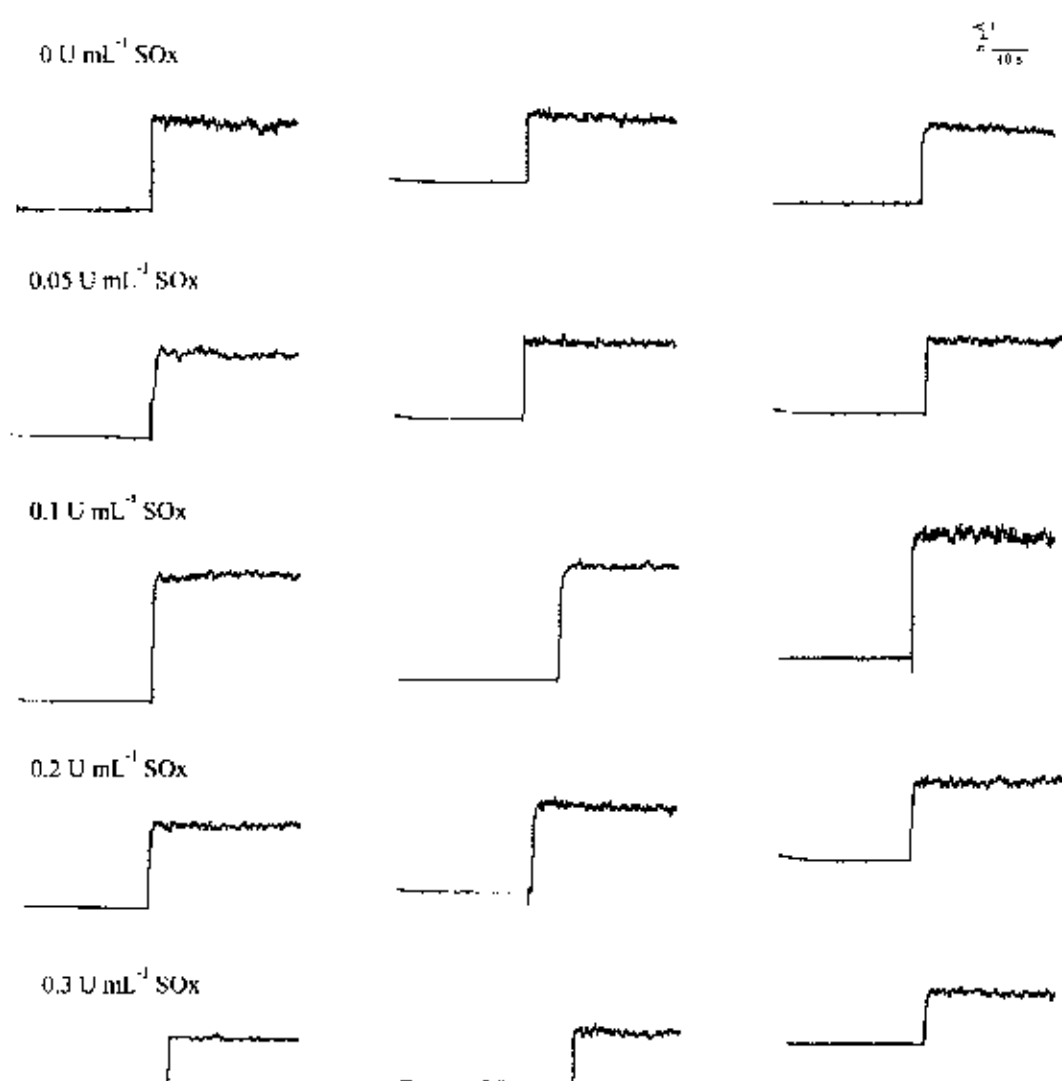 0 U mL⁻¹ SOx
10 s
0.05 U mL⁻¹ SOx
0.1 U mL⁻¹ SOx
0.2 U mL⁻¹ SOx
0.3 U mL⁻¹ SOx